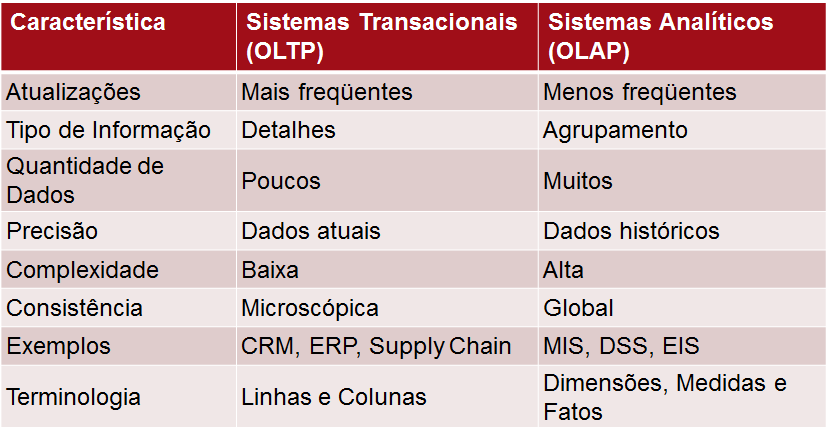 Característica Sistemas Transacionais (OLTP) Sistemas Analíticos (OLAP)
Atualizações Mais freqüentes Menos freqüentes
Tipo de Informação Detalhes Agrupamento
Quantidade de Dados Poucos Muitos
Precisão Dados atuais Dados históricos
Complexidade Baixa Alta
Consistência Microscópica Global
Exemplos CRM, ERP, Supply Chain MIS, DSS, EIS
Terminologia Linhas e Colunas Dimensões, Medidas e Fatos